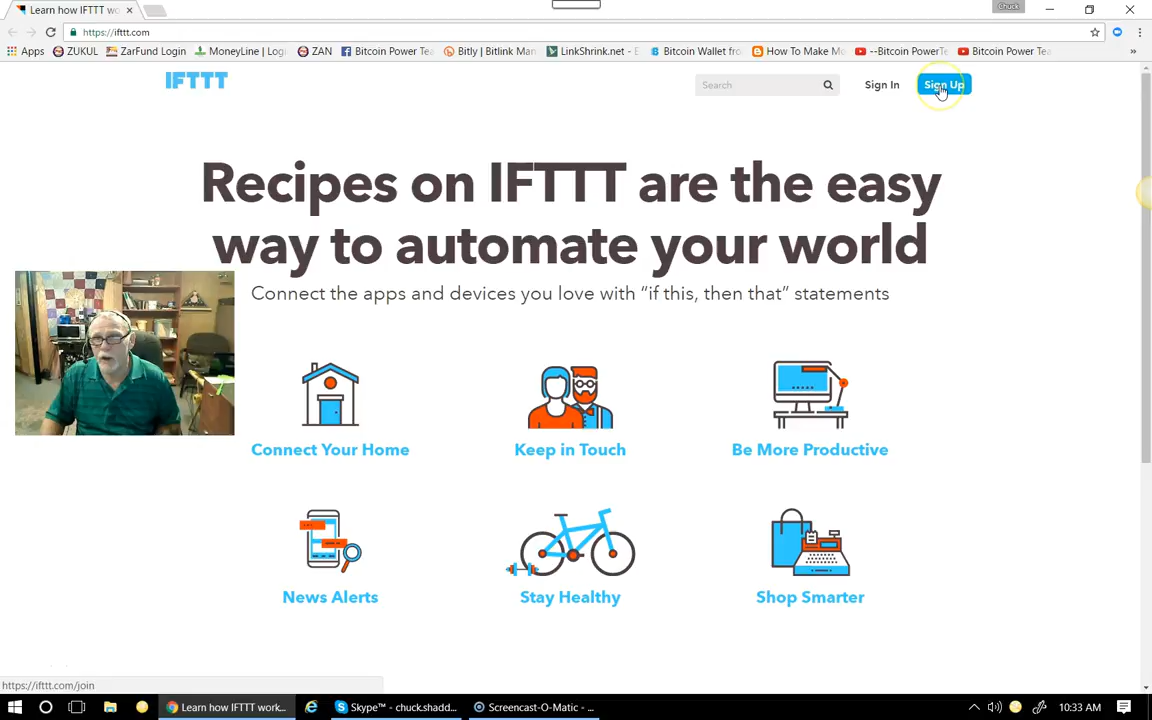 Learn how IFTTT wo
Chuck
https://ifttt.com
Apps
ZUKUL
ZarFund Login
MoneyLine | Log
ZAN
Bitcoin Power Tea
Bitly | Bitlink Man
LinkShrink.net -
Bitcoin Wallet fro
How To Make Mo
--Bitcoin PowerTe
Bitcoin Power Tea
»
IFTTT
Search
Sign In
Sign Up
Recipes on IFTTT are the easy
way to automate your world
Connect the apps and devices you love with “if this, then that” statements
Connect Your Home
Keep in Touch
Be More Productive
News Alerts
Stay Healthy
Shop Smarter
https://ifttt.com/join
Learn how IFTTT work...
Skype™ - chuck.shadd...
Screencast-O-Matic - ...
10:33 AM